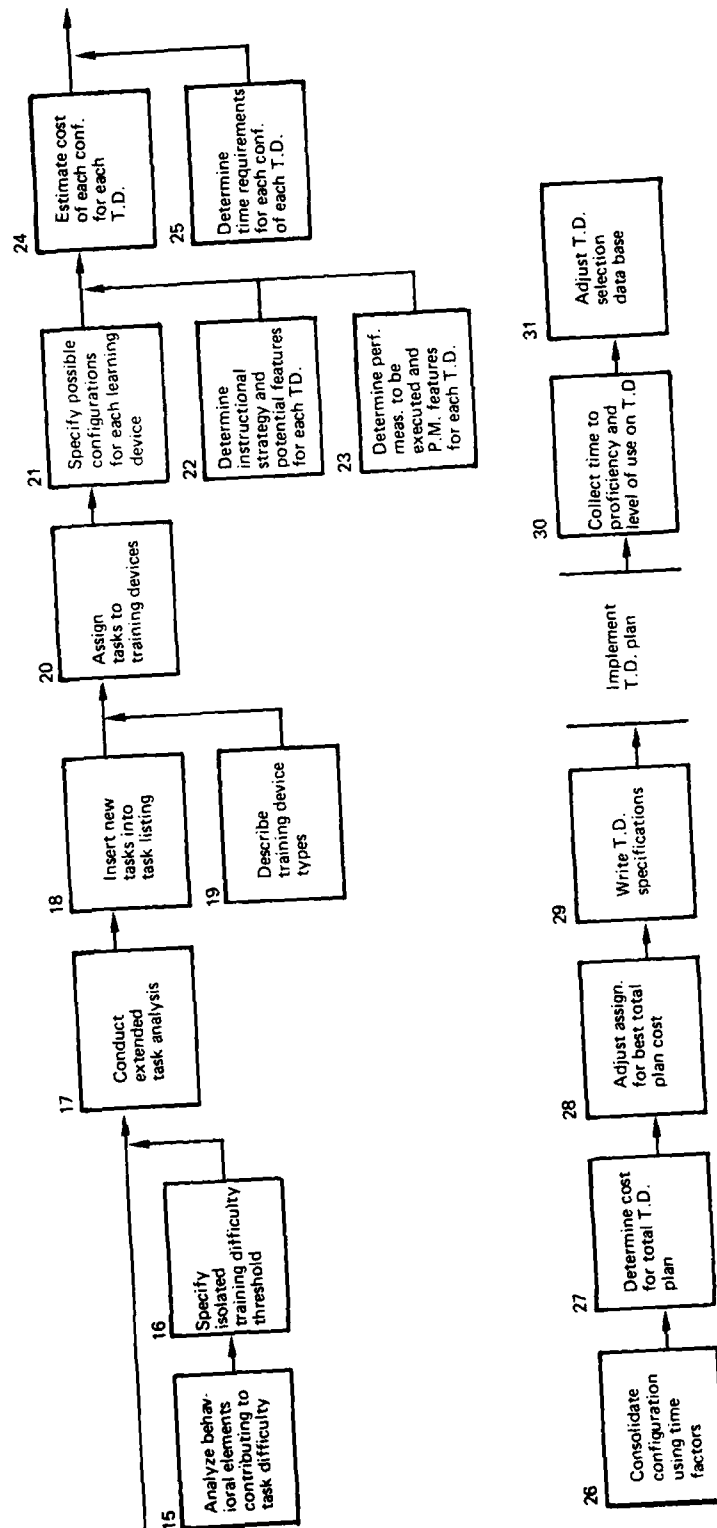 15
Analyze behav-
ioral elements
contributing to
task difficulty
16
Specify
isolated
training difficulty
threshold
17
Conduct
extended
task analysis
18
Insert new
tasks into
task listing
19
Describe
training device
types
20
Assign
tasks to
training devices
21
Specify possible
configurations
for each learning
device
22
Determine
instructional
strategy and
potential features
for each TD.
23
Determine perf.
meas. to be
executed and
P.M. features
for each T.D.
24
Estimate cost
of each conf.
for each
T.D.
25
Determine
time requirements
for each conf.
of each T.D.
26
Consolidate
configuration
using time
factors
27
Determine cost
for total T.D.
plan
28
Adjust assign.
for best total
plan cost
29
Write T.D.
specifications
Implement
T.D. plan
30
Collect time to
proficiency and
level of use on T.D
31
Adjust T.D.
selection
data base